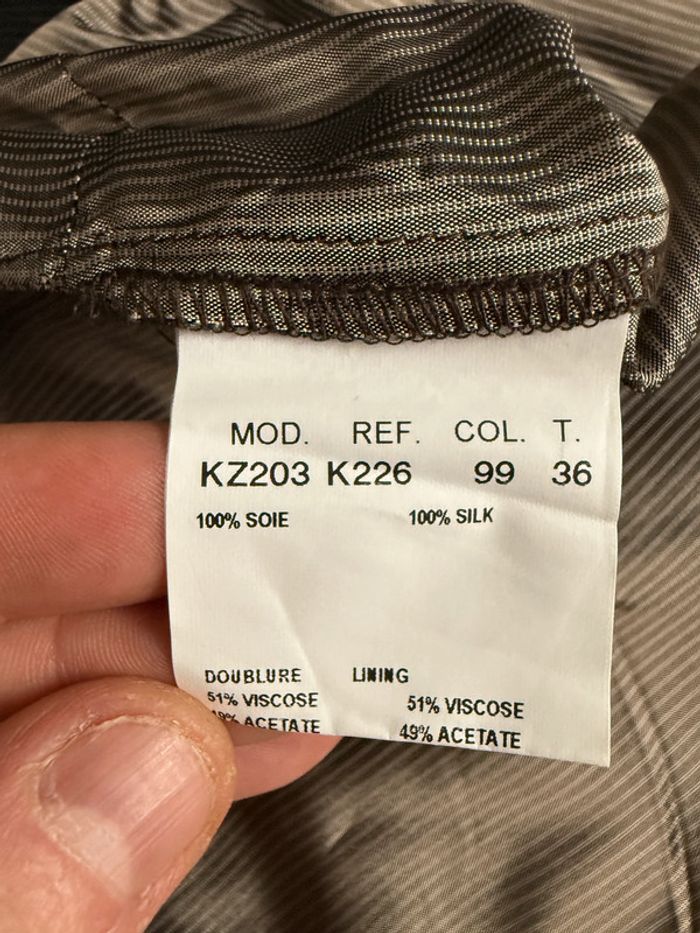 MOD. REF. COL. T.
KZ203 K226 99 36
100% SOIE 100% SILK
DOUBLURE LINING
51% VISCOSE 51% VISCOSE
49% ACETATE 49% ACETATE